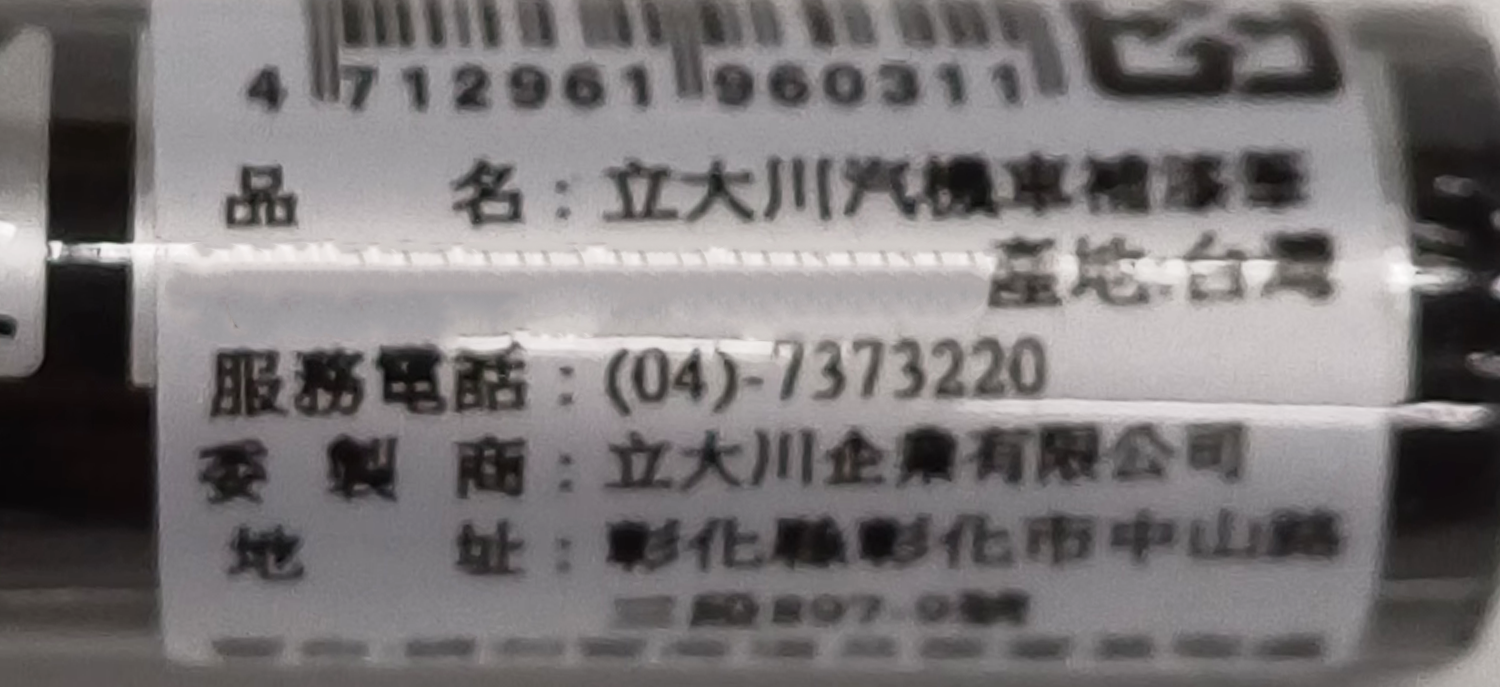 4 712961 960311
品名：立大川汽機車補漆筆
產地:台灣
服務電話：(04)-7373220
委製商：立大川企業有限公司
地址：彰化縣彰化市中山路